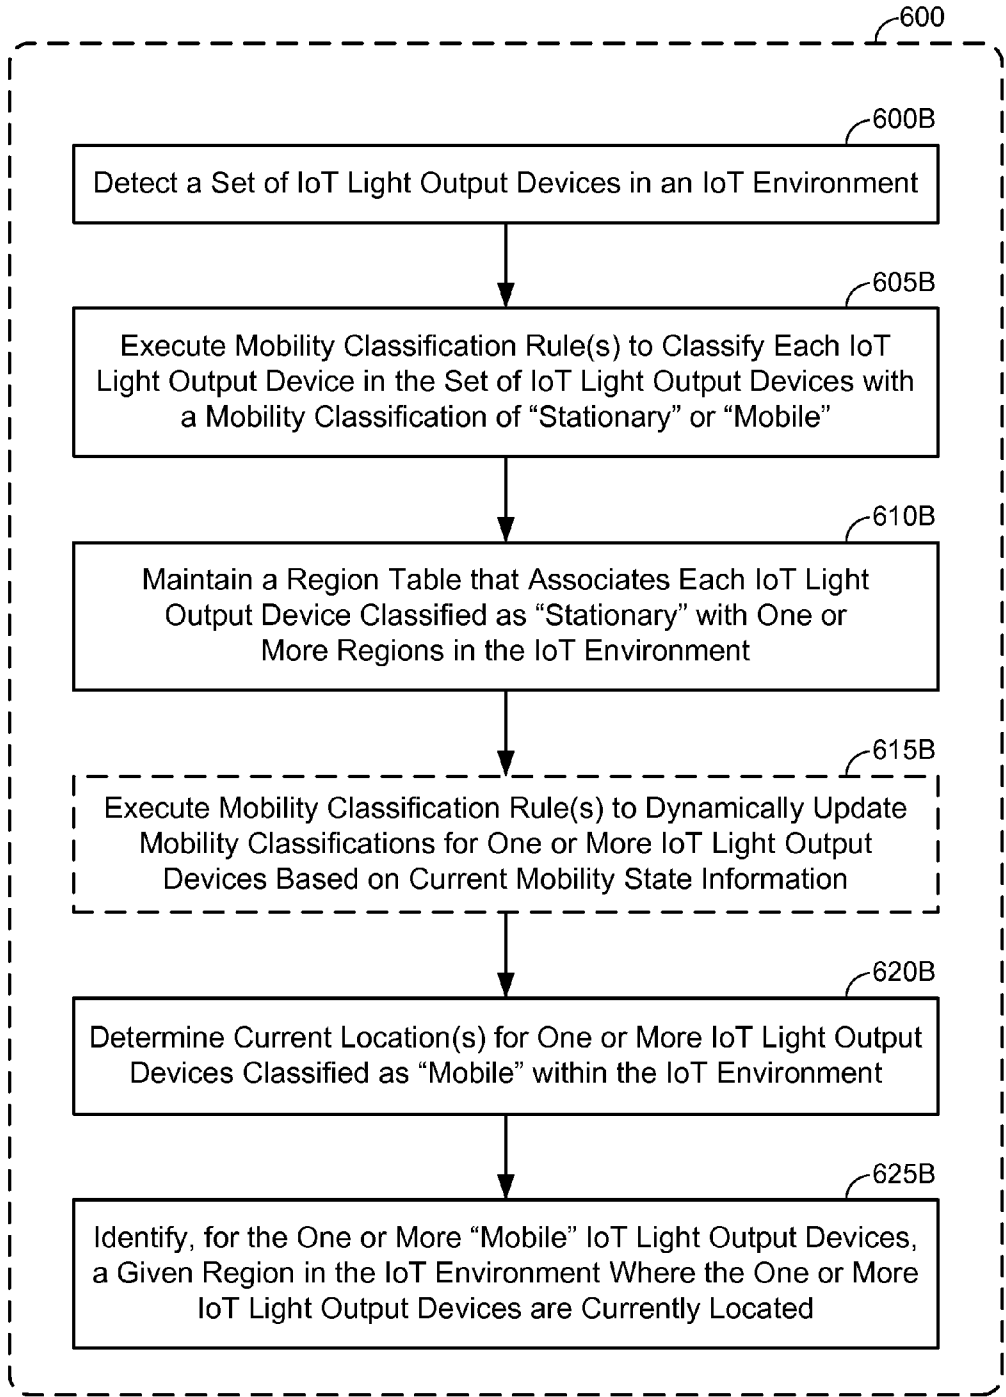 600
600B
Detect a Set of IoT Light Output Devices in an IoT Environment
605B
Execute Mobility Classification Rule(s) to Classify Each IoT
Light Output Device in the Set of IoT Light Output Devices with
a Mobility Classification of “Stationary” or “Mobile”
610B
Maintain a Region Table that Associates Each IoT Light
Output Device Classified as “Stationary” with One or
More Regions in the IoT Environment
615B
Execute Mobility Classification Rule(s) to Dynamically Update
Mobility Classifications for One or More IoT Light Output
Devices Based on Current Mobility State Information
620B
Determine Current Location(s) for One or More IoT Light Output
Devices Classified as “Mobile” within the IoT Environment
625B
Identify, for the One or More “Mobile” IoT Light Output Devices,
a Given Region in the IoT Environment Where the One or More
IoT Light Output Devices are Currently Located